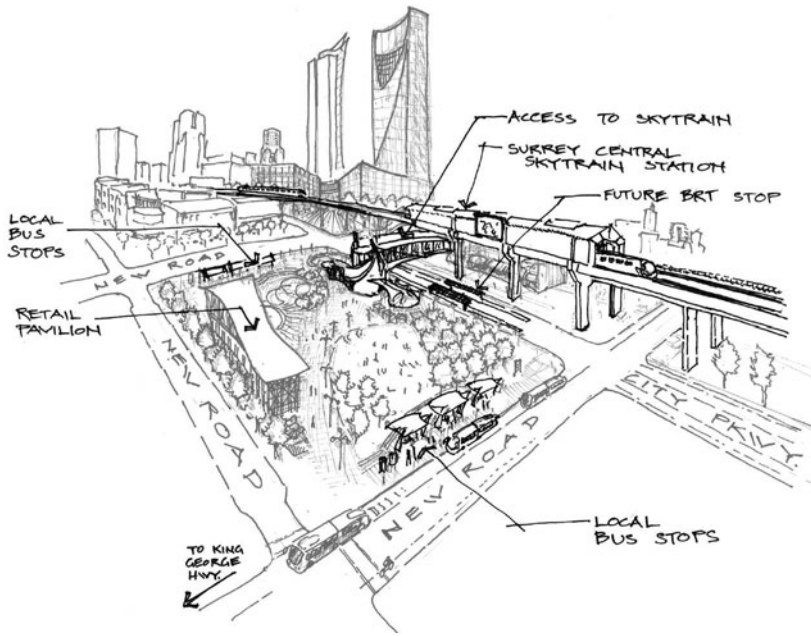 ACCESS TO SKYTRAIN
SURREY CENTRAL
SKYTRAIN STATION
FUTURE BRT STOP
LOCAL
BUS
STOPS
NEW ROAD
RETAIL
PAVILION
NEW ROAD
CITY PKWY
NEW ROAD
LOCAL
BUS STOPS
TO KING
GEORGE
HWY.